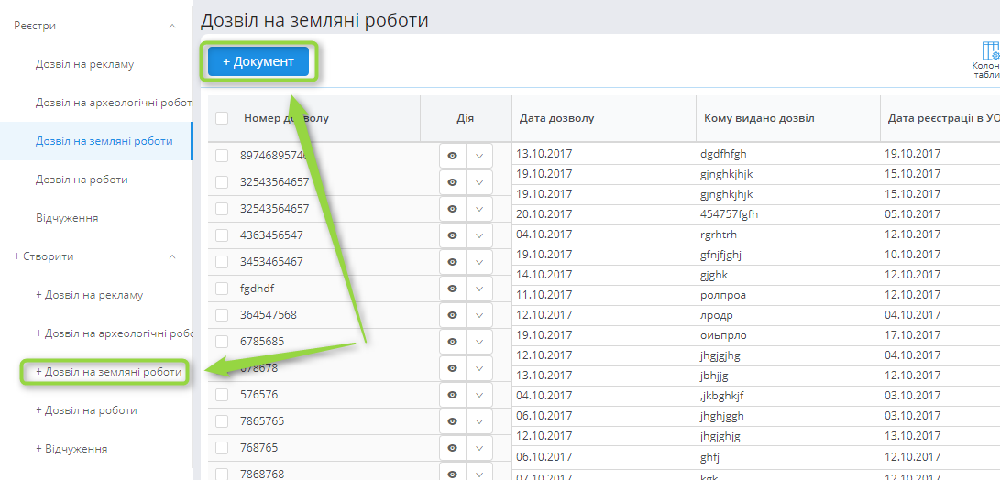 Реєстри
Дозвіл на рекламу
Дозвіл на археологічні робот
Дозвіл на земляні роботи
Дозвіл на роботи
Відчуження
+ Створити
+ Дозвіл на рекламу
+ Дозвіл на археологічні робо
+ Дозвіл на земляні роботи
+ Дозвіл на роботи
+ Відчуження
Дозвіл на земляні роботи
+ Документ
Колон
табли
Номер дозволу Дія Дата дозволу Кому видано дозвіл Дата реєстрації в УО
13.10.2017 dgdfhfgh 19.10.2017
32543564657 19.10.2017 gjnghkjhjk 15.10.2017
32543564657 19.10.2017 gjnghkjhjk 15.10.2017
4363456547 20.10.2017 454757fgfh 05.10.2017
3453465467 04.10.2017 rgrhtrh 12.10.2017
fgdhdf 19.10.2017 gfnjfjghj 10.10.2017
364547568 14.10.2017 gjghk 12.10.2017
6785685 11.10.2017 ролпроа 12.10.2017
678678 12.10.2017 лродр 04.10.2017
576576 19.10.2017 оиьпрло 17.10.2017
7865765 12.10.2017 jhgjgjhg 04.10.2017
768765 13.10.2017 jbhjjg 12.10.2017
7868768 04.10.2017 ,jkbghkjf 03.10.2017
06.10.2017 jhghjggh 03.10.2017
12.10.2017 jhgjghjg 13.10.2017
06.10.2017 ghfj 12.10.2017
07.10.2017 kgk 12.10.2017